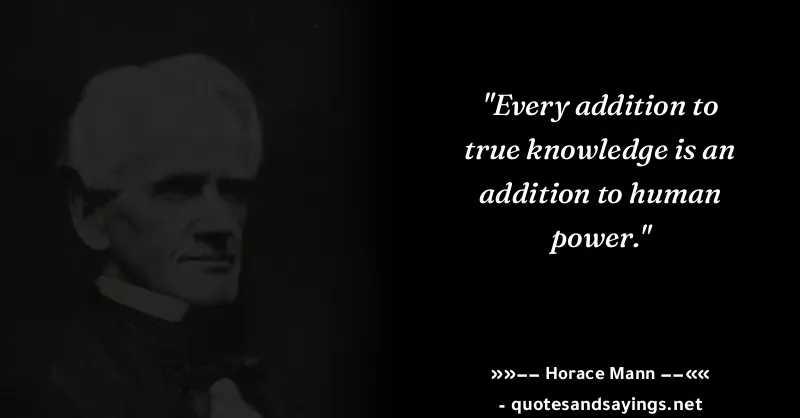 "Every addition to
true knowledge is an
addition to human
power."
»»−− Horace Mann −−««
- quotesandsayings.net